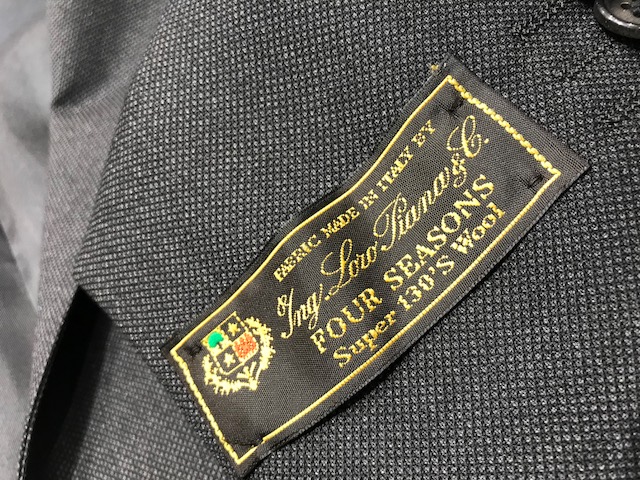 FABRIC MADE IN ITALY BY
Ing. Loro Piana & C.
FOUR SEASONS
Super 130's Wool